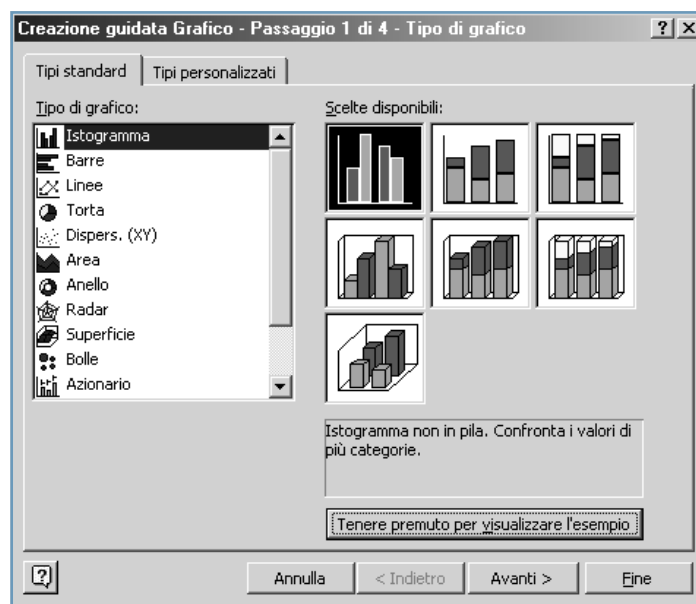 Creazione guidata Grafico - Passaggio 1 di 4 - Tipo di grafico
Tipi standard
Tipi personalizzati
Tipo di grafico:
Istogramma
Barre
Linee
Torta
Dispers. (XY)
Area
Anello
Radar
Superficie
Bolle
Azionario
Scelte disponibili:
Istogramma non in pila. Confronta i valori di
più categorie.
Tenere premuto per visualizzare l'esempio
Annulla
< Indietro
Avanti >
Fine